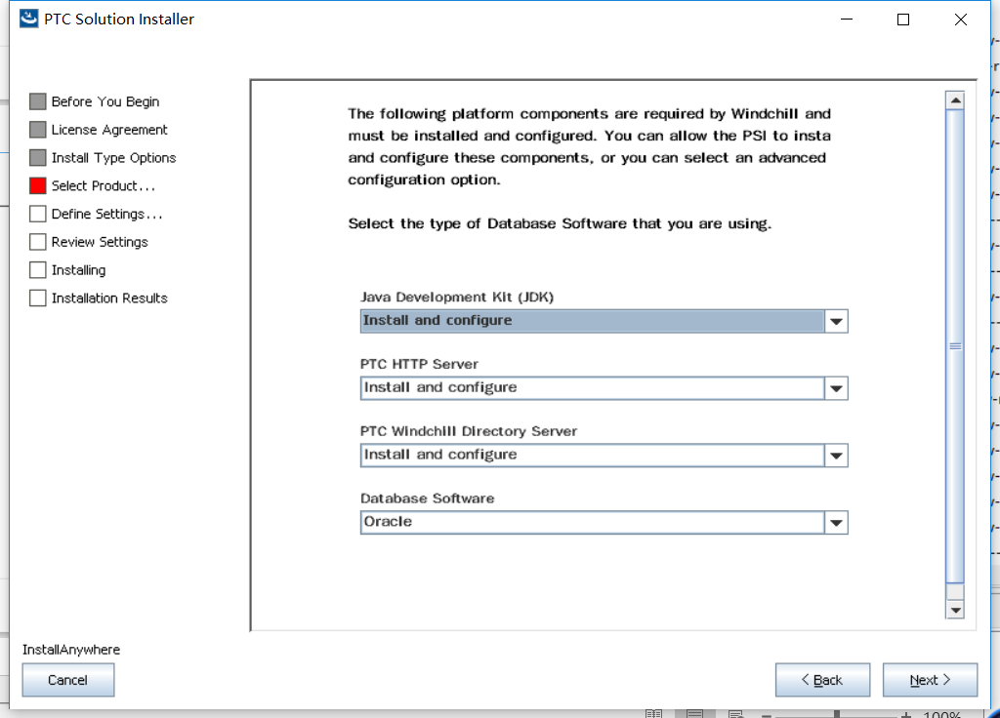 PTC Solution Installer
Before You Begin
License Agreement
Install Type Options
Select Product...
Define Settings...
Review Settings
Installing
Installation Results
The following platform components are required by Windchill and
must be installed and configured. You can allow the PSI to insta
and configure these components, or you can select an advanced
configuration option.
Select the type of Database Software that you are using.
Java Development Kit (JDK)
Install and configure
PTC HTTP Server
Install and configure
PTC Windchill Directory Server
Install and configure
Database Software
Oracle
InstallAnywhere
Cancel
< Back
Next >
100%